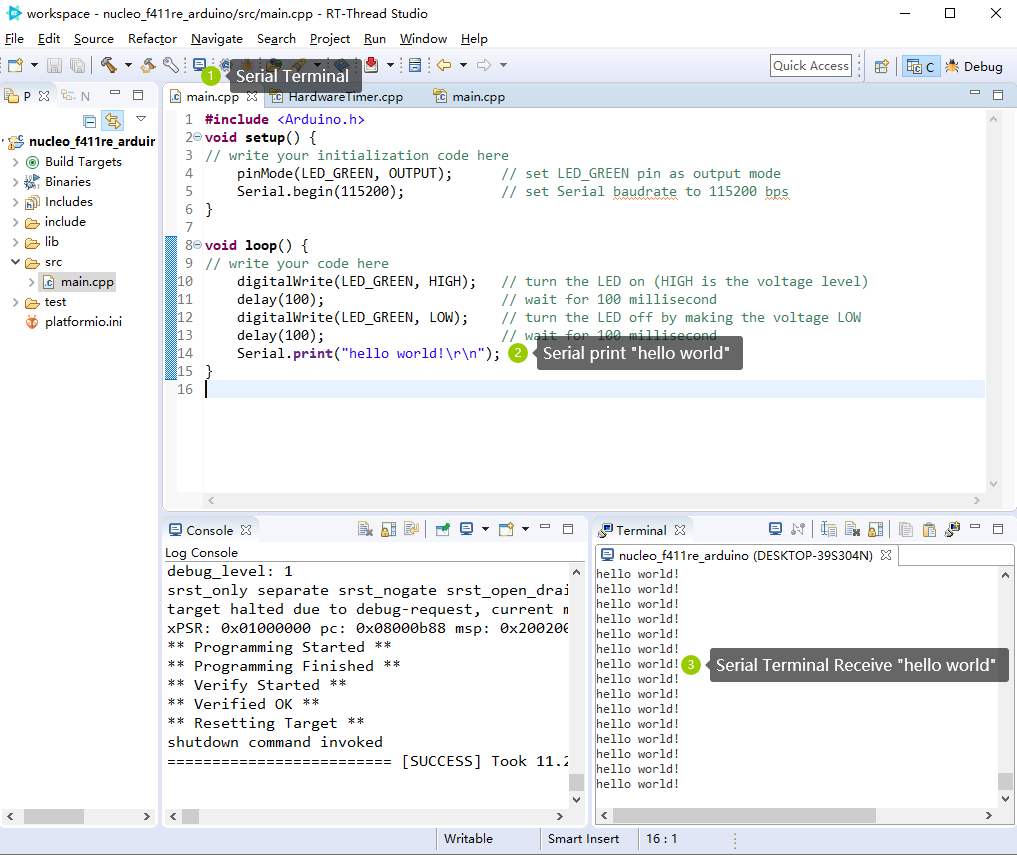 workspace - nucleo_f411re_arduino/src/main.cpp - RT-Thread Studio
File Edit Source Refactor Navigate Search Project Run Window Help
1 Serial Terminal
Quick Access
C
Debug
P
N
main.cpp
HardwareTimer.cpp
main.cpp
nucleo_f411re_arduir
Build Targets
Binaries
Includes
include
lib
src
main.cpp
test
platformio.ini
1 #include <Arduino.h>
2 void setup() {
3 // write your initialization code here
4 pinMode(LED_GREEN, OUTPUT); // set LED_GREEN pin as output mode
5 Serial.begin(115200); // set Serial baudrate to 115200 bps
6 }
7
8 void loop() {
9 // write your code here
10 digitalWrite(LED_GREEN, HIGH); // turn the LED on (HIGH is the voltage level)
11 delay(100); // wait for 100 millisecond
12 digitalWrite(LED_GREEN, LOW); // turn the LED off by making the voltage LOW
13 delay(100); // wait for 100 millisecond
14 Serial.print("hello world!\r\n"); 2 Serial print "hello world"
15 }
16
Console
Log Console
debug_level: 1
srst_only separate srst_nogate srst_open_drai
target halted due to debug-request, current m
xPSR: 0x01000000 pc: 0x08000b88 msp: 0x200200
** Programming Started **
** Programming Finished **
** Verify Started **
** Verified OK **
** Resetting Target **
shutdown command invoked
========================= [SUCCESS] Took 11.2
Terminal
nucleo_f411re_arduino (DESKTOP-39S304N)
hello world!
hello world!
hello world!
hello world!
hello world!
hello world!
hello world! 3 Serial Terminal Receive "hello world"
hello world!
hello world!
hello world!
hello world!
hello world!
hello world!
hello world!
hello world!
Writable
Smart Insert
16 : 1